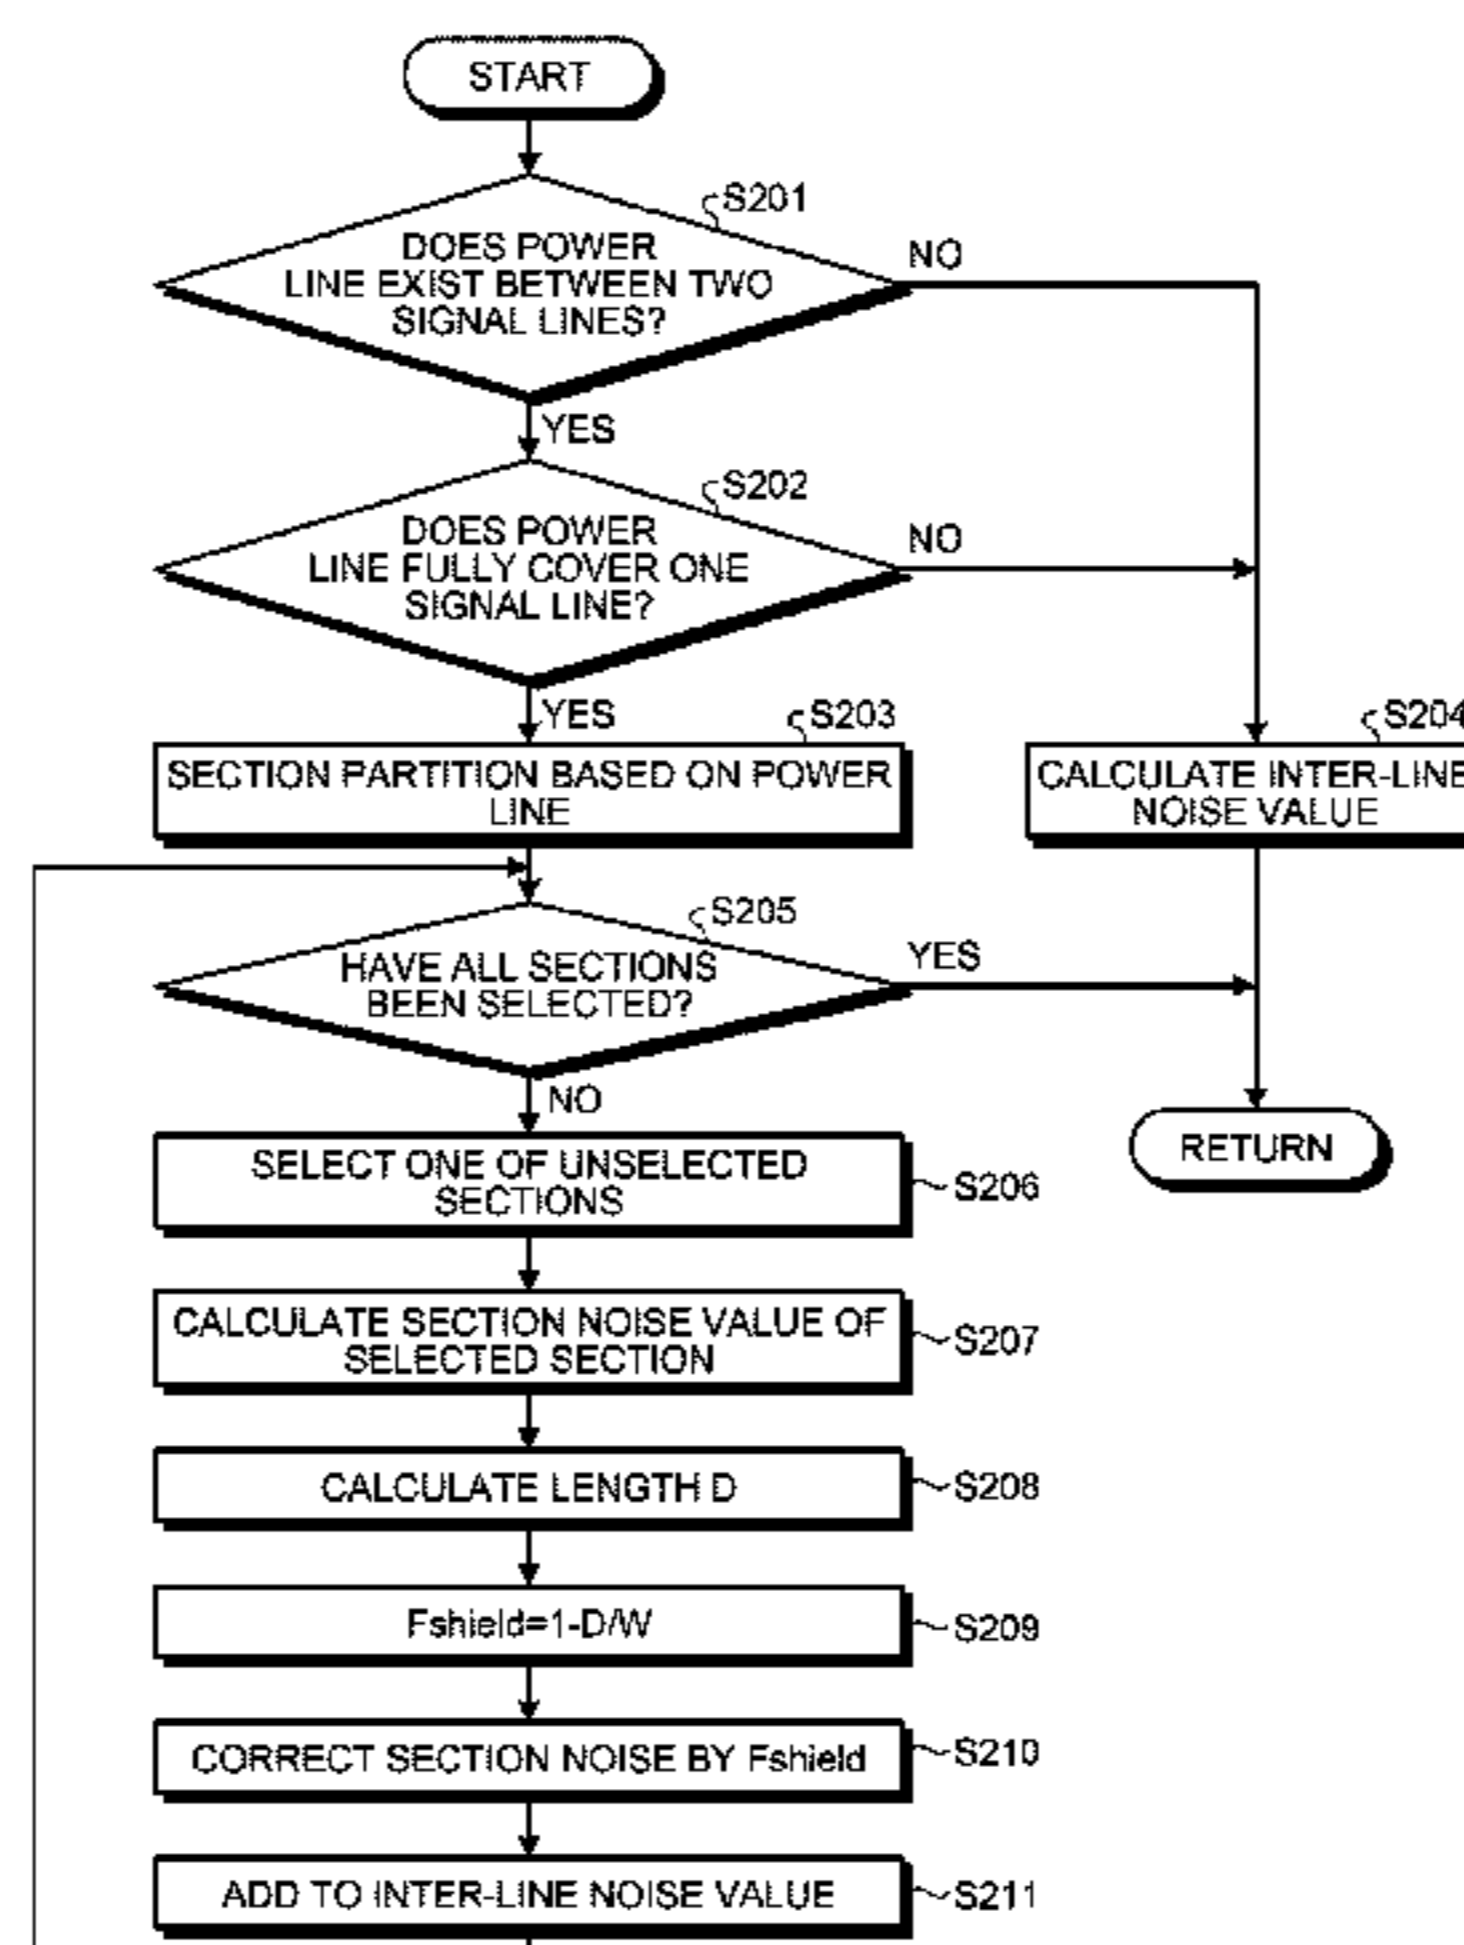 START
S201
DOES POWER
LINE EXIST BETWEEN TWO
SIGNAL LINES?
NO
YES
S202
DOES POWER
LINE FULLY COVER ONE
SIGNAL LINE?
NO
YES
S203
SECTION PARTITION BASED ON POWER
LINE
S204
CALCULATE INTER-LINE
NOISE VALUE
S205
HAVE ALL SECTIONS
BEEN SELECTED?
YES
NO
RETURN
SELECT ONE OF UNSELECTED
SECTIONS
S206
CALCULATE SECTION NOISE VALUE OF
SELECTED SECTION
S207
CALCULATE LENGTH D
S208
Fshield=1-D/W
S209
CORRECT SECTION NOISE BY Fshield
S210
ADD TO INTER-LINE NOISE VALUE
S211